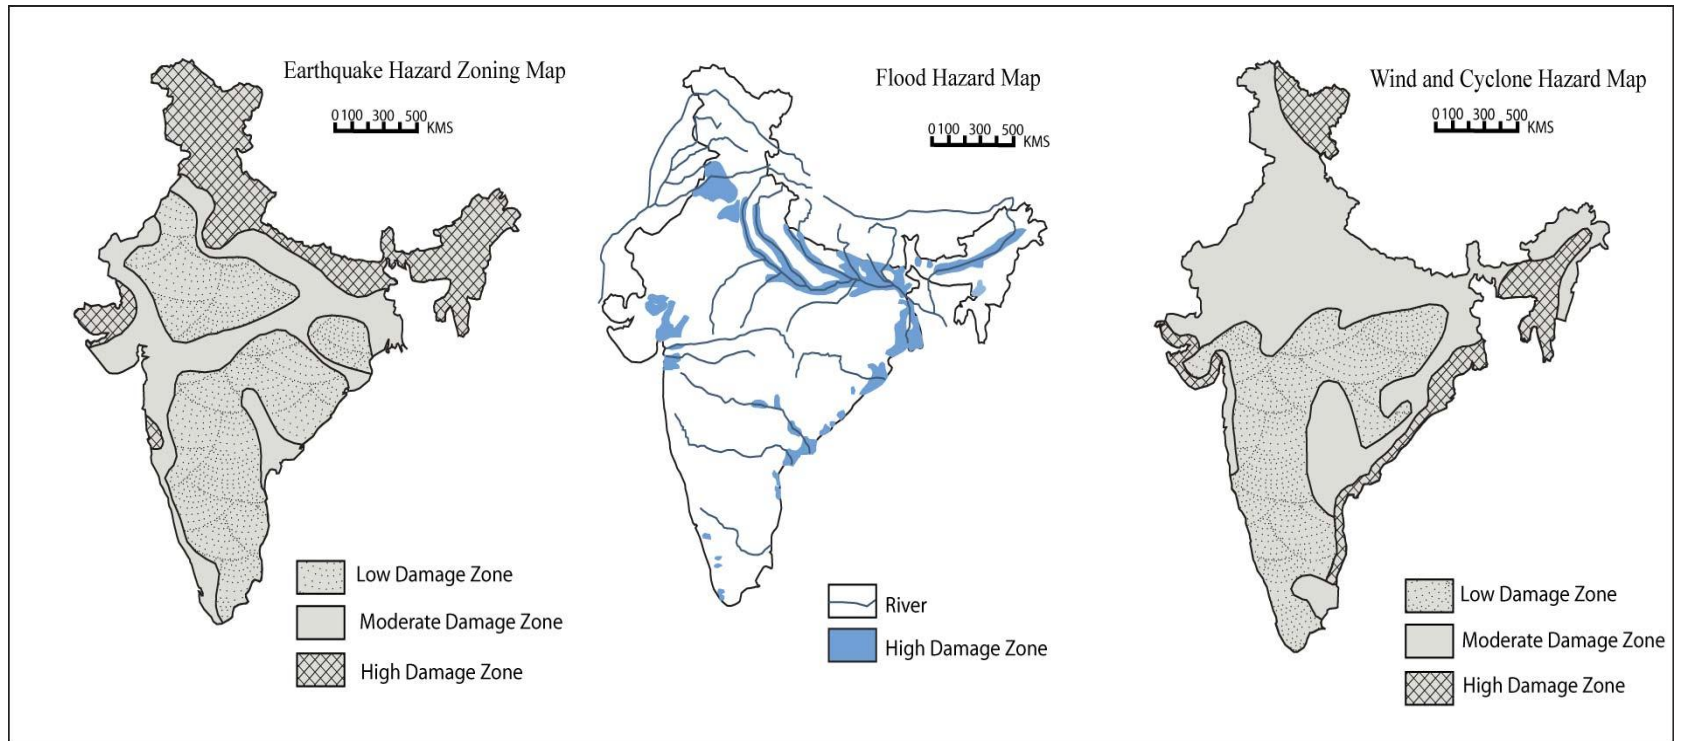 Earthquake Hazard Zoning Map
0 100 300 500 KMS
Low Damage Zone
Moderate Damage Zone
High Damage Zone
Flood Hazard Map
0 100 300 500 KMS
River
High Damage Zone
Wind and Cyclone Hazard Map
0 100 300 500 KMS
Low Damage Zone
Moderate Damage Zone
High Damage Zone